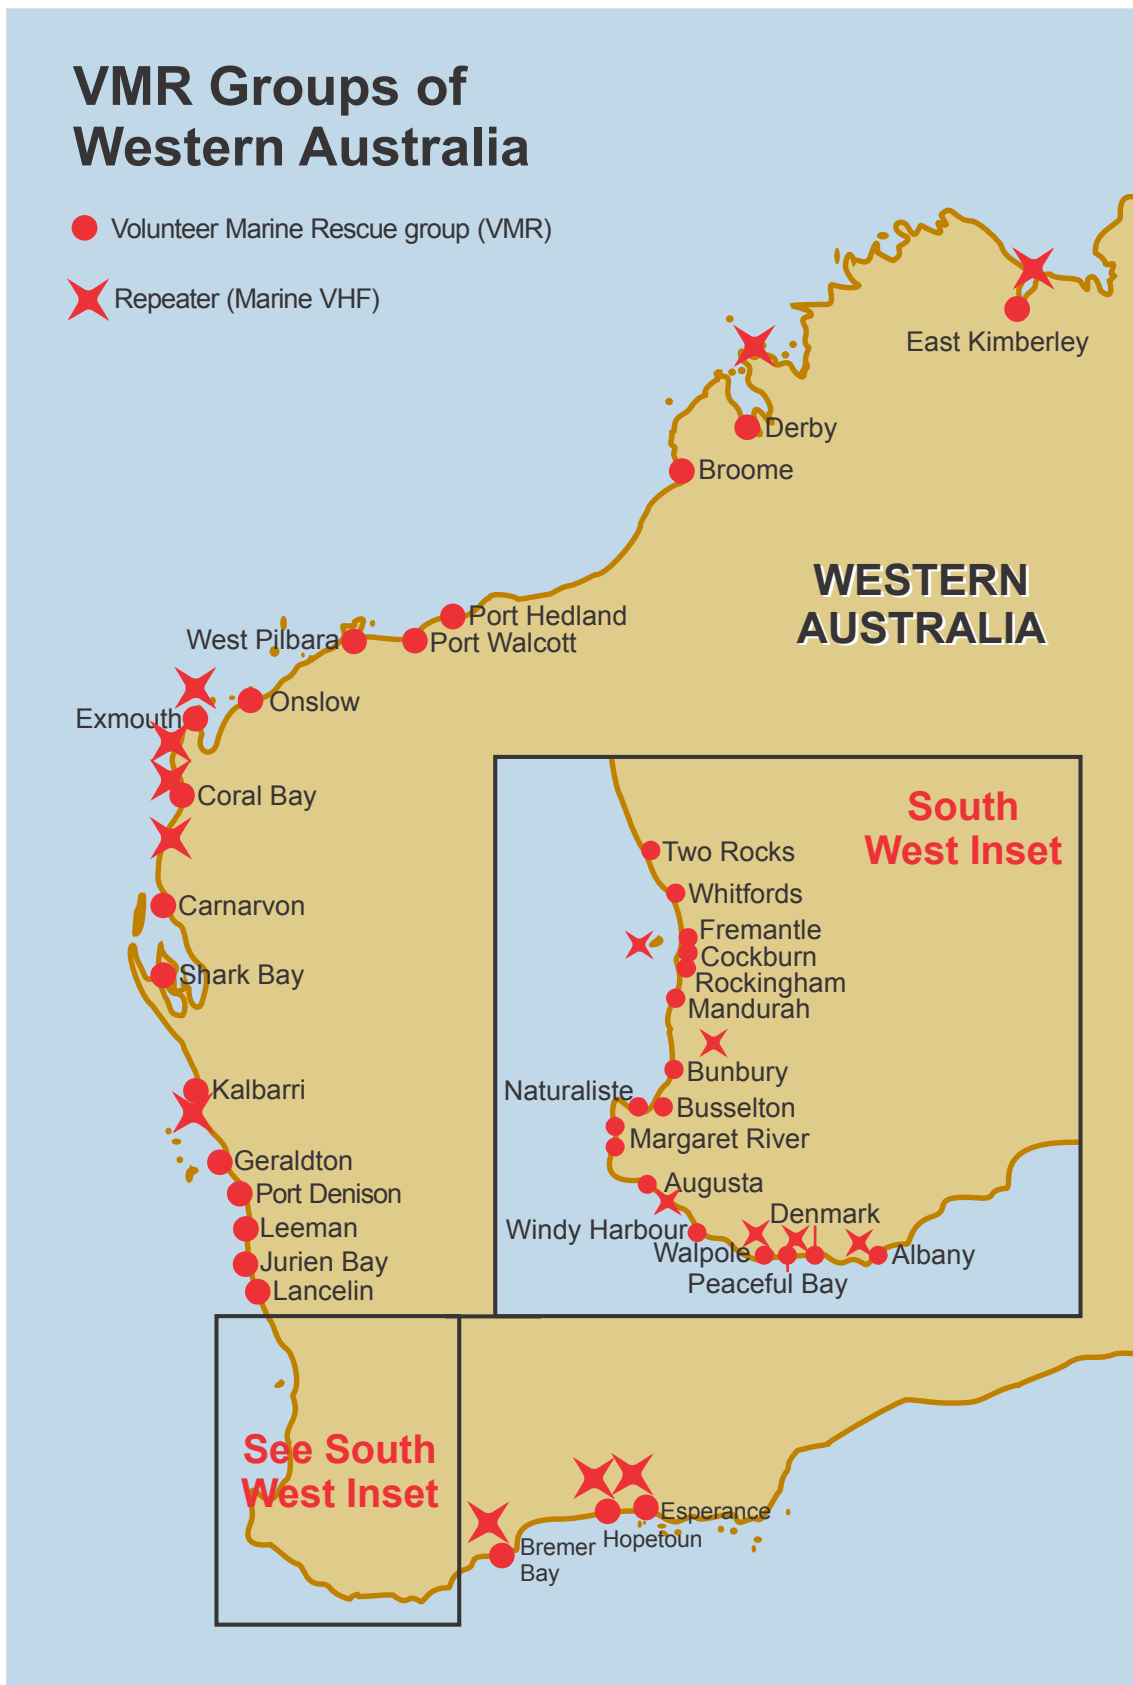 VMR Groups of
Western Australia
Volunteer Marine Rescue group (VMR)
Repeater (Marine VHF)
East Kimberley
Derby
Broome
WESTERN
AUSTRALIA
Port Hedland
West Pilbara
Port Walcott
Onslow
Exmouth
Coral Bay
Carnarvon
Shark Bay
Kalbarri
Geraldton
Port Denison
Leeman
Jurien Bay
Lancelin
South
West Inset
Two Rocks
Whitfords
Fremantle
Cockburn
Rockingham
Mandurah
Bunbury
Naturaliste
Busselton
Margaret River
Augusta
Denmark
Windy Harbour
Walpole
Albany
Peaceful Bay
See South
West Inset
Esperance
Hopetoun
Bremer
Bay